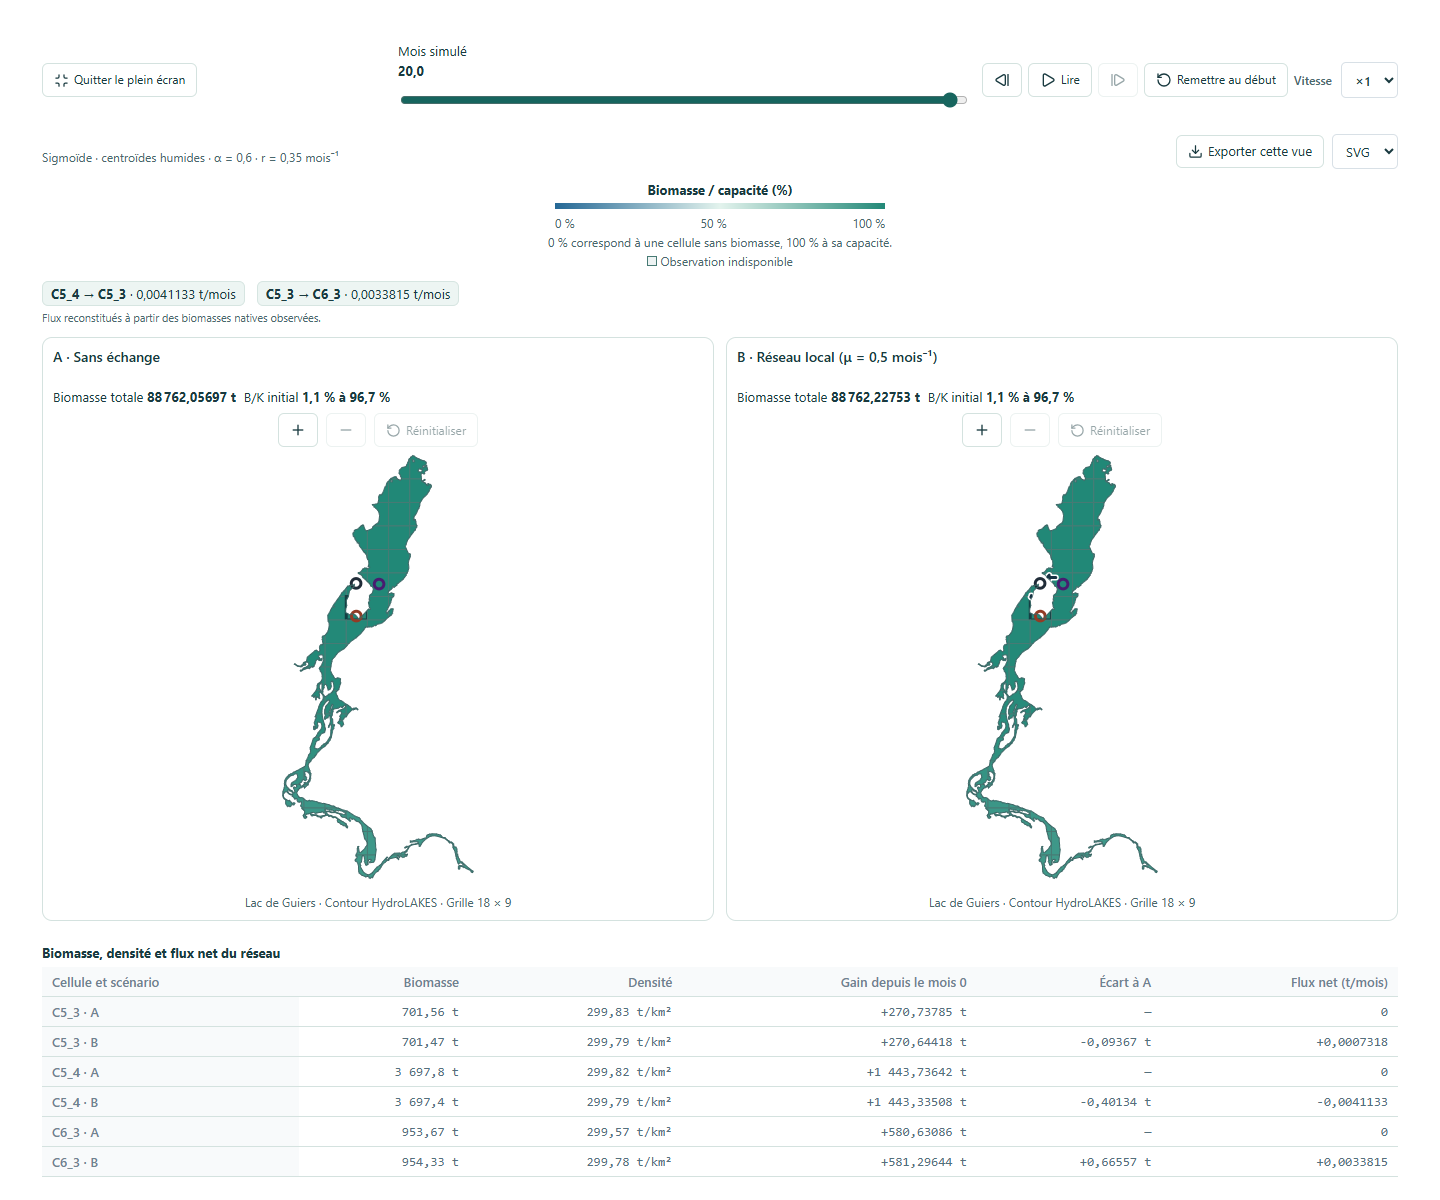 Mois simulé
20,0
Quitter le plein écran
Lire
Remettre au début
Vitesse
×1
Sigmoïde · centroïdes humides · α = 0,6 · r = 0,35 mois⁻¹
Exporter cette vue
SVG
Biomasse / capacité (%)
0 % 50 % 100 %
0 % correspond à une cellule sans biomasse, 100 % à sa capacité.
Observation indisponible
C5_4 → C5_3 · 0,0041133 t/mois C5_3 → C6_3 · 0,0033815 t/mois
Flux reconstitués à partir des biomasses natives observées.
A · Sans échange
Biomasse totale 88 762,05697 t B/K initial 1,1 % à 96,7 %
+ − Réinitialiser
Lac de Guiers · Contour HydroLAKES · Grille 18 × 9
B · Réseau local (μ = 0,5 mois⁻¹)
Biomasse totale 88 762,22753 t B/K initial 1,1 % à 96,7 %
+ − Réinitialiser
Lac de Guiers · Contour HydroLAKES · Grille 18 × 9
Biomasse, densité et flux net du réseau
Cellule et scénario Biomasse Densité Gain depuis le mois 0 Écart à A Flux net (t/mois)
C5_3 · A 701,56 t 299,83 t/km² +270,73785 t — 0
C5_3 · B 701,47 t 299,79 t/km² +270,64418 t -0,09367 t +0,0007318
C5_4 · A 3 697,8 t 299,82 t/km² +1 443,73642 t — 0
C5_4 · B 3 697,4 t 299,79 t/km² +1 443,33508 t -0,40134 t -0,0041133
C6_3 · A 953,67 t 299,57 t/km² +580,63086 t — 0
C6_3 · B 954,33 t 299,78 t/km² +581,29644 t +0,66557 t +0,0033815